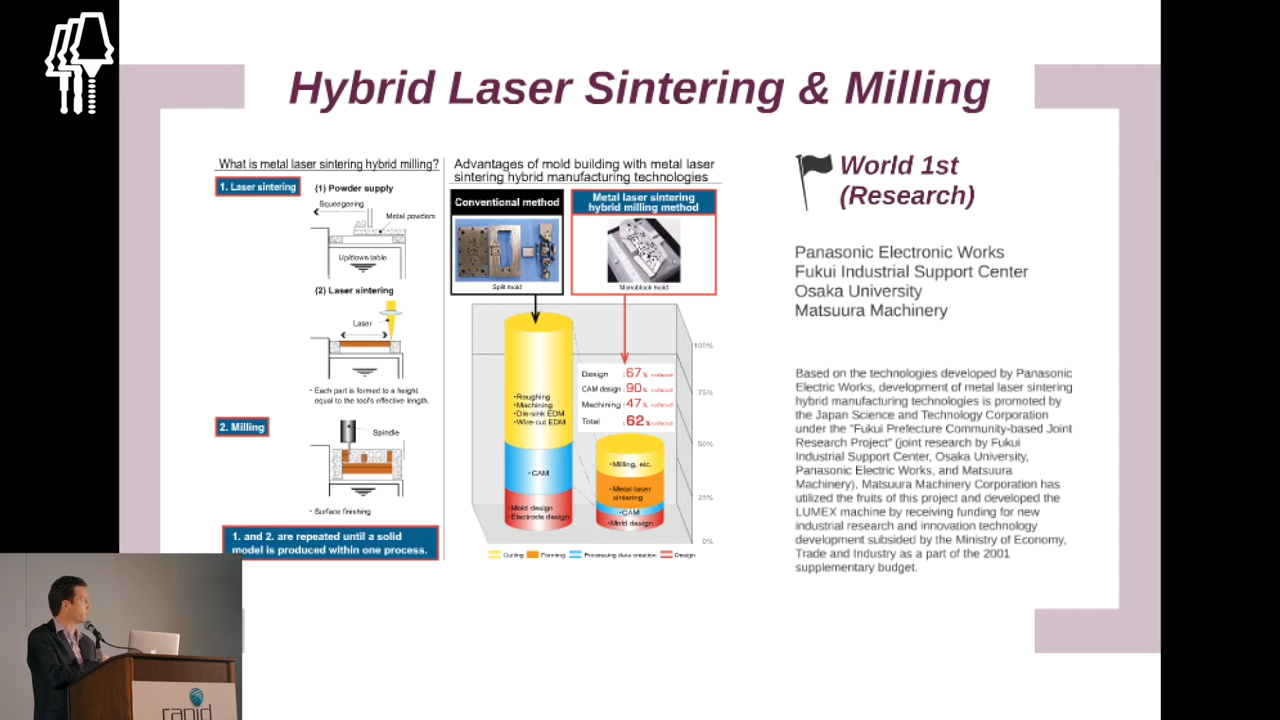 Hybrid Laser Sintering & Milling
What is metal laser sintering hybrid milling?
1. Laser sintering
(1) Powder supply
Squeegeeing
Metal powders
Up/down table
(2) Laser sintering
Laser
- Each part is formed to a height
equal to the tool's effective length.
2. Milling
Spindle
- Surface finishing
1. and 2. are repeated until a solid
model is produced within one process.
Advantages of mold building with metal laser
sintering hybrid manufacturing technologies
Conventional method
Split mold
Metal laser sintering
hybrid milling method
Monoblock mold
100%
75%
50%
25%
0%
•Roughing
•Machining
•Die-sink EDM
•Wire-cut EDM
•CAM
•Mold design
•Electrode design
Design : 67% reduced
CAM design : 90% reduced
Machining : 47% reduced
Total : 62% reduced
•Milling, etc.
•Metal laser
sintering
•CAM
•Mold design
Cutting Forming Processing data creation Design
World 1st
(Research)
Panasonic Electronic Works
Fukui Industrial Support Center
Osaka University
Matsuura Machinery
Based on the technologies developed by Panasonic
Electric Works, development of metal laser sintering
hybrid manufacturing technologies is promoted by
the Japan Science and Technology Corporation
under the "Fukui Prefecture Community-based Joint
Research Project" (joint research by Fukui
Industrial Support Center, Osaka University,
Panasonic Electric Works, and Matsuura
Machinery). Matsuura Machinery Corporation has
utilized the fruits of this project and developed the
LUMEX machine by receiving funding for new
industrial research and innovation technology
development subsided by the Ministry of Economy,
Trade and Industry as a part of the 2001
supplementary budget.
rapid